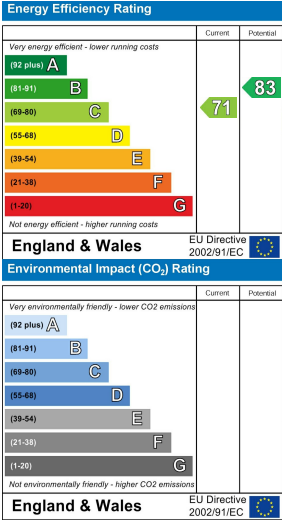 Energy Efficiency Rating
Current Potential
Very energy efficient - lower running costs
(92 plus) A
(81-91) B
83
(69-80) C
71
(55-68) D
(39-54) E
(21-38) F
(1-20) G
Not energy efficient - higher running costs
England & Wales EU Directive
2002/91/EC
Environmental Impact (CO₂) Rating
Current Potential
Very environmentally friendly - lower CO2 emissions
(92 plus) A
(81-91) B
(69-80) C
(55-68) D
(39-54) E
(21-38) F
(1-20) G
Not environmentally friendly - higher CO2 emissions
England & Wales EU Directive
2002/91/EC